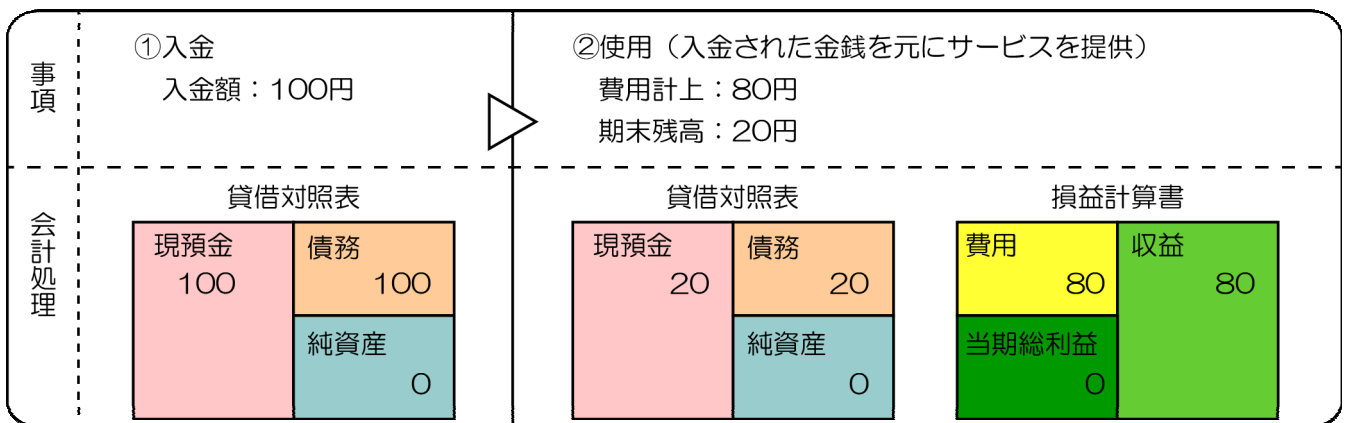 事項
①入金
入金額：100円
②使用（入金された金銭を元にサービスを提供）
費用計上：80円
期末残高：20円
会計処理
貸借対照表
現預金
100
債務
100
純資産
0
貸借対照表
現預金
20
債務
20
純資産
0
損益計算書
費用
80
当期総利益
0
収益
80